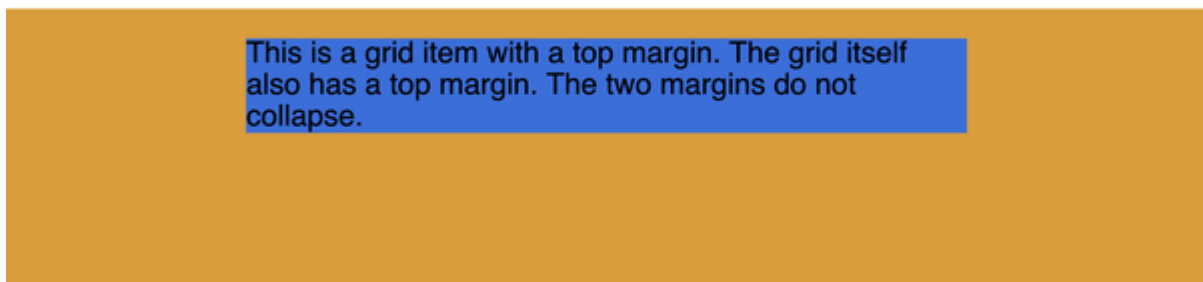 This is a grid item with a top margin. The grid itself
also has a top margin. The two margins do not
collapse.